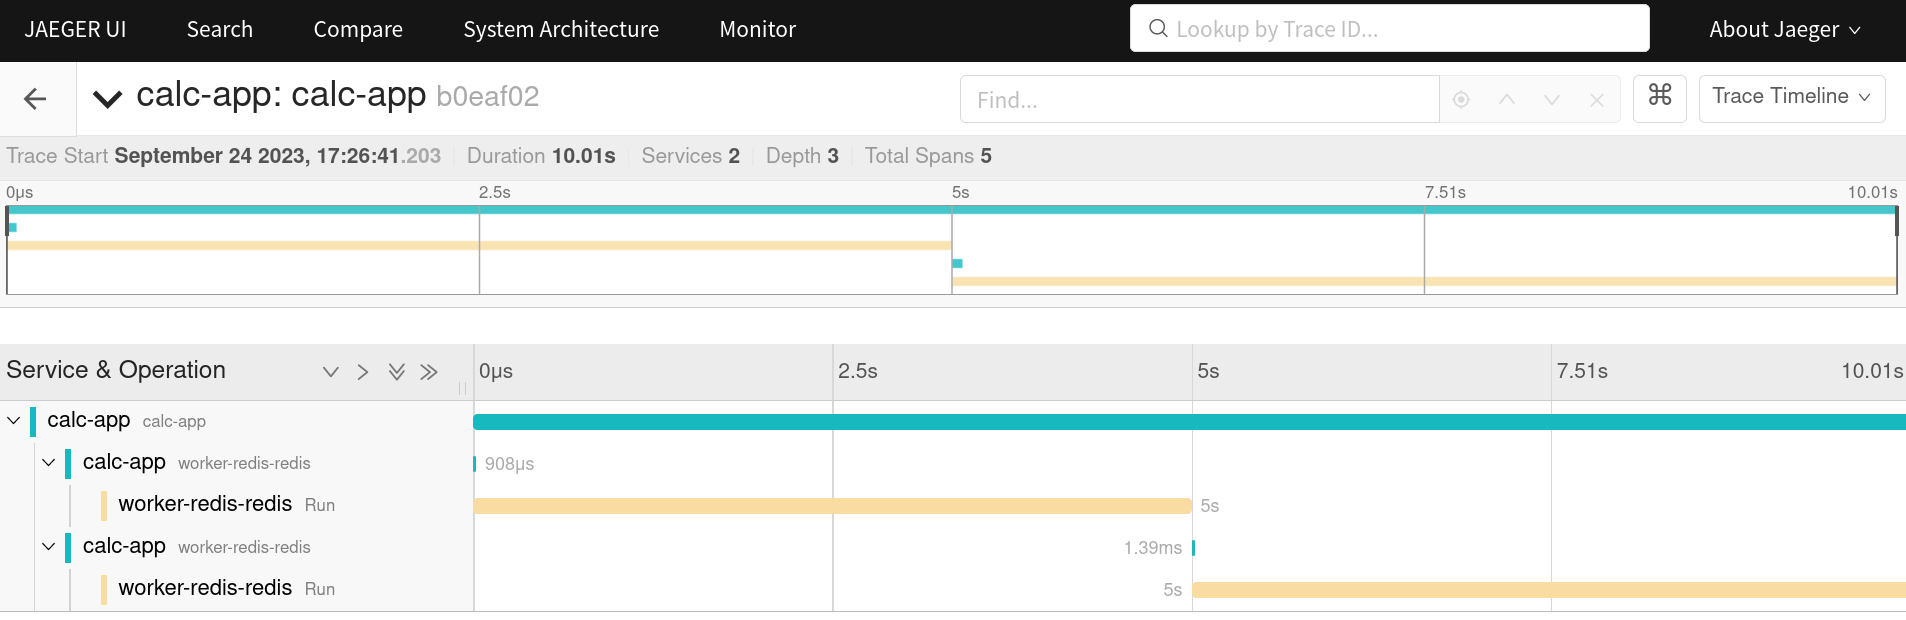 JAEGER UI Search Compare System Architecture Monitor Lookup by Trace ID... About Jaeger
calc-app: calc-app b0eaf02 Find... ⌘ Trace Timeline
Trace Start September 24 2023, 17:26:41.203 Duration 10.01s Services 2 Depth 3 Total Spans 5
0μs 2.5s 5s 7.51s 10.01s
Service & Operation 0μs 2.5s 5s 7.51s 10.01s
calc-app calc-app
calc-app worker-redis-redis 908μs
worker-redis-redis Run 5s
calc-app worker-redis-redis 1.39ms
worker-redis-redis Run 5s